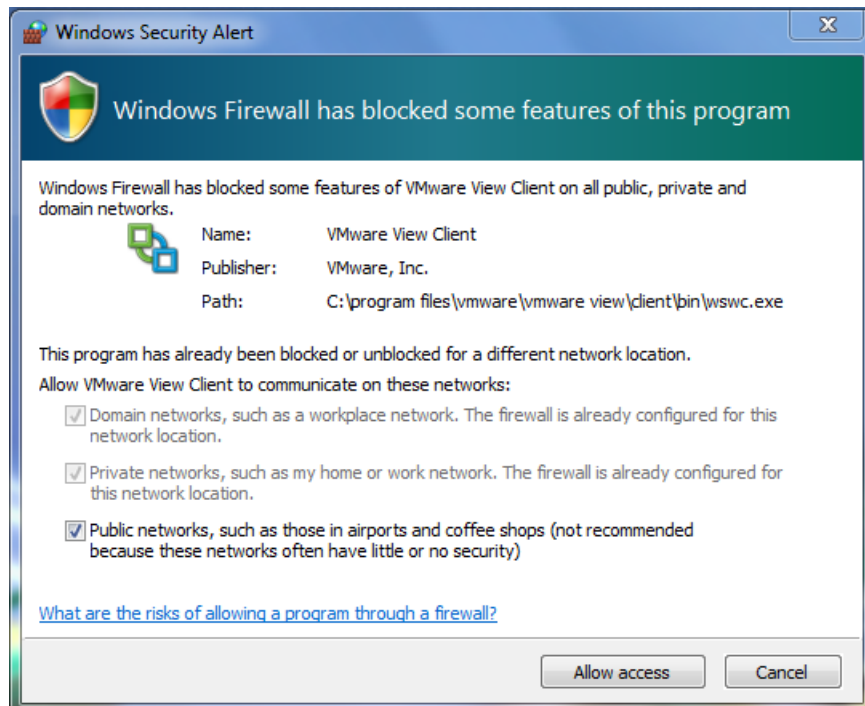 Windows Security Alert
Windows Firewall has blocked some features of this program
Windows Firewall has blocked some features of VMware View Client on all public, private and
domain networks.
Name: VMware View Client
Publisher: VMware, Inc.
Path: C:\program files\vmware\vmware view\client\bin\wswc.exe
This program has already been blocked or unblocked for a different network location.
Allow VMware View Client to communicate on these networks:
Domain networks, such as a workplace network. The firewall is already configured for this
network location.
Private networks, such as my home or work network. The firewall is already configured for
this network location.
Public networks, such as those in airports and coffee shops (not recommended
because these networks often have little or no security)
What are the risks of allowing a program through a firewall?
Allow access Cancel